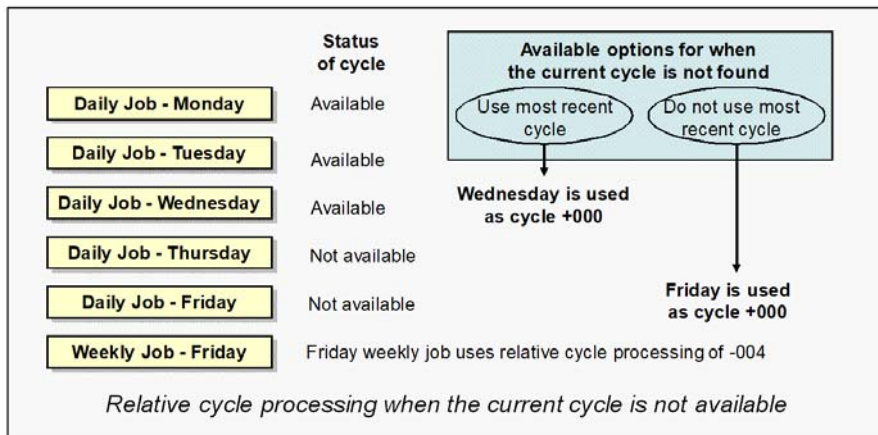 Status
of cycle
Available options for when
the current cycle is not found
Use most recent
cycle
Do not use most
recent cycle
Daily Job - Monday
Available
Daily Job - Tuesday
Available
Daily Job - Wednesday
Available
Wednesday is used
as cycle +000
Daily Job - Thursday
Not available
Daily Job - Friday
Not available
Friday is used
as cycle +000
Weekly Job - Friday
Friday weekly job uses relative cycle processing of -004
Relative cycle processing when the current cycle is not available